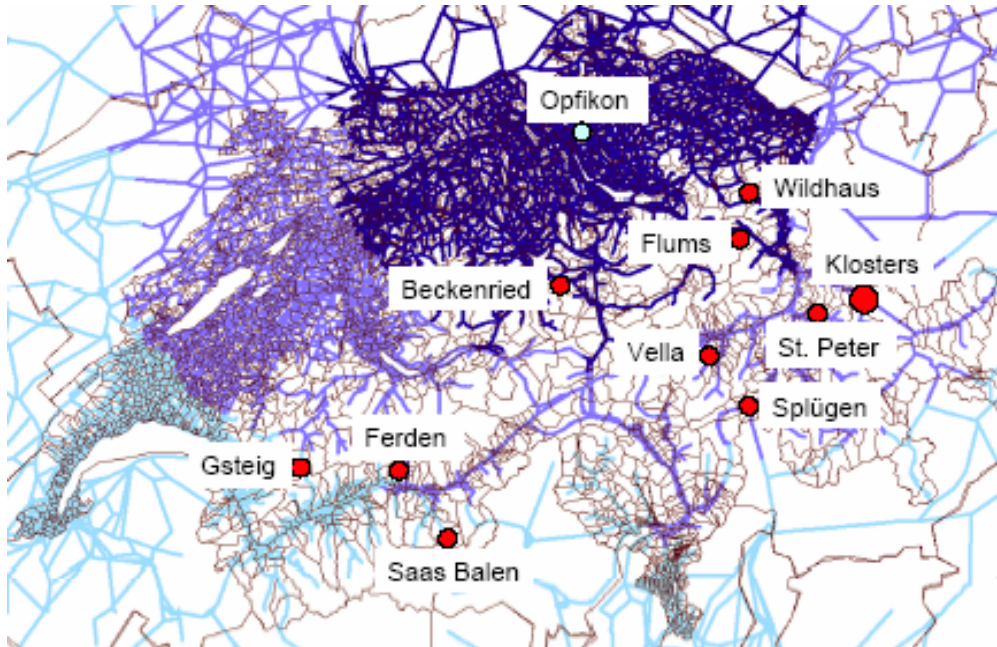 Opfikon
Wildhaus
Flums
Klosters
Beckenried
Vella
St. Peter
Splügen
Ferden
Gsteig
Saas Balen